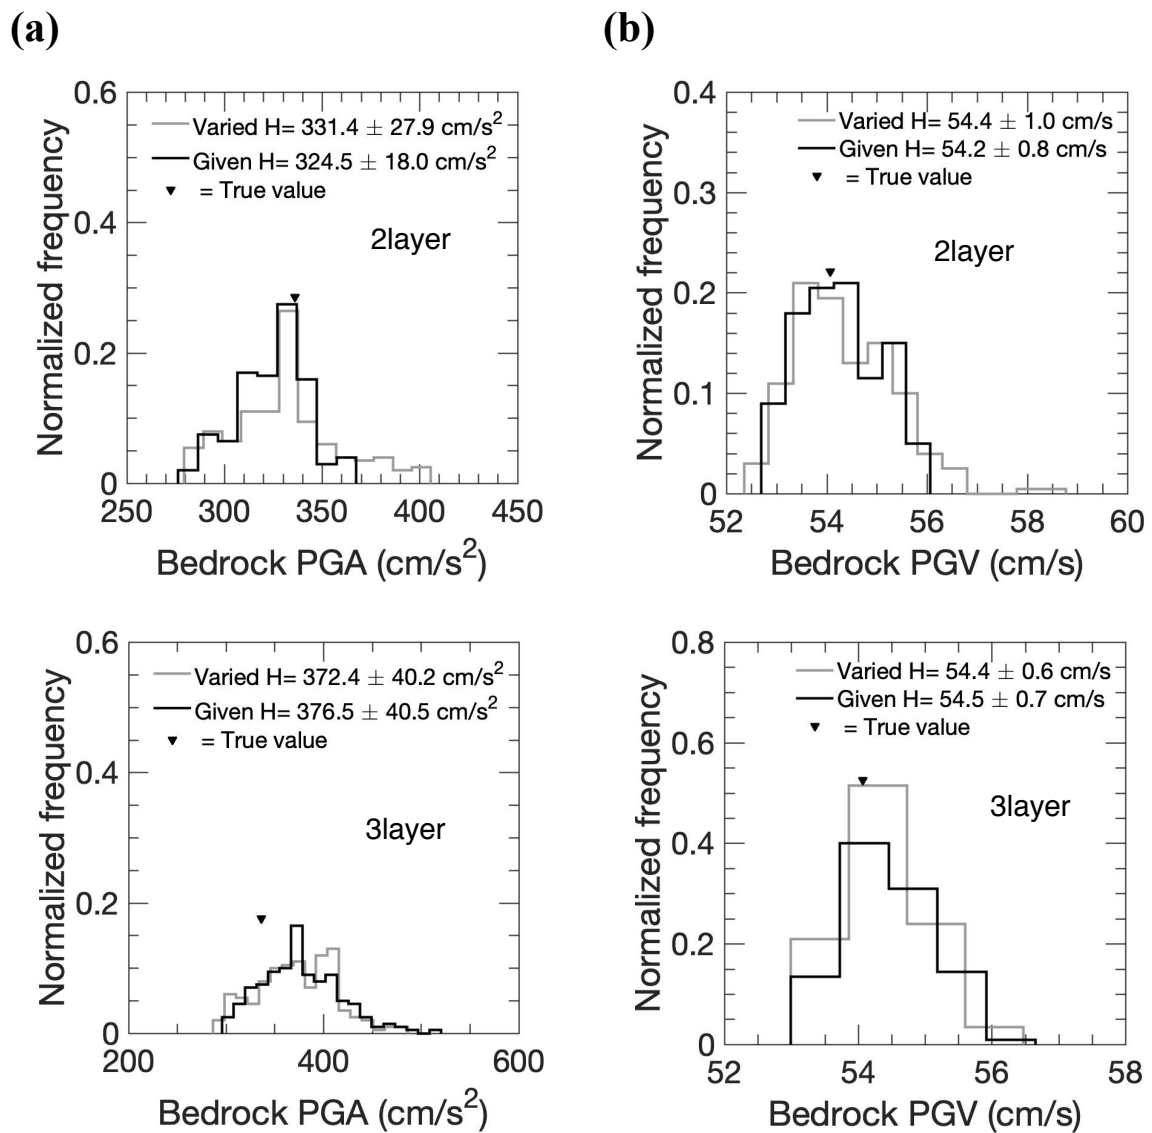 (a)
(b)
0.6
0.4
0.2
0
250
300
350
400
450
Normalized frequency
Bedrock PGA (cm/s²)
Varied H= 331.4 ± 27.9 cm/s²
Given H= 324.5 ± 18.0 cm/s²
▼ = True value
2layer
0.4
0.3
0.2
0.1
0
52
54
56
58
60
Normalized frequency
Bedrock PGV (cm/s)
Varied H= 54.4 ± 1.0 cm/s
Given H= 54.2 ± 0.8 cm/s
▼ = True value
2layer
0.6
0.4
0.2
0
200
400
600
Normalized frequency
Bedrock PGA (cm/s²)
Varied H= 372.4 ± 40.2 cm/s²
Given H= 376.5 ± 40.5 cm/s²
▼ = True value
3layer
0.8
0.6
0.4
0.2
0
52
54
56
58
Normalized frequency
Bedrock PGV (cm/s)
Varied H= 54.4 ± 0.6 cm/s
Given H= 54.5 ± 0.7 cm/s
▼ = True value
3layer